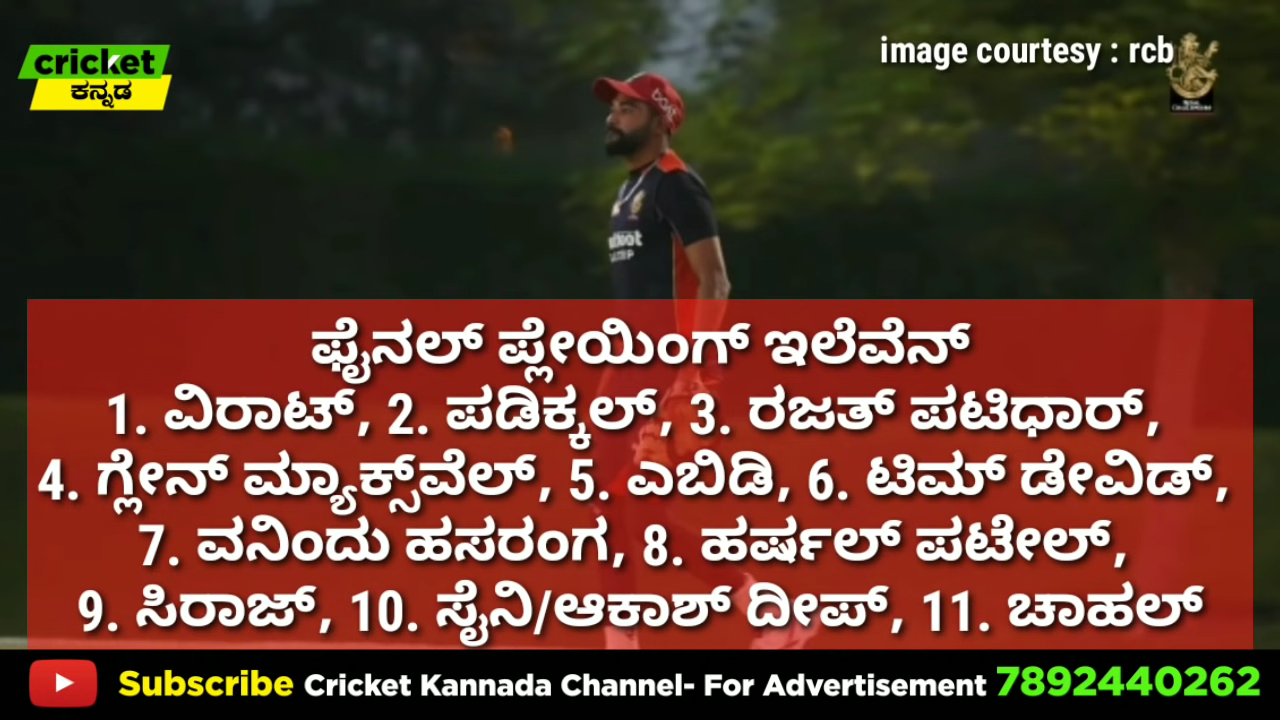 cricket
ಕನ್ನಡ
image courtesy : rcb
ಫೈನಲ್ ಪ್ಲೇಯಿಂಗ್ ಇಲೆವೆನ್
1. ವಿರಾಟ್, 2. ಪಡಿಕ್ಕಲ್ , 3. ರಜತ್ ಪಟಿಧಾರ್,
4. ಗ್ಲೇನ್ ಮ್ಯಾಕ್ಸ್‌ವೆಲ್, 5. ಎಬಿಡಿ, 6. ಟಿಮ್ ಡೇವಿಡ್,
7. ವನಿಂದು ಹಸರಂಗ, 8. ಹರ್ಷಲ್ ಪಟೇಲ್,
9. ಸಿರಾಜ್, 10. ಸೈನಿ/ಆಕಾಶ್ ದೀಪ್, 11. ಚಾಹಲ್
Subscribe Cricket Kannada Channel- For Advertisement 7892440262